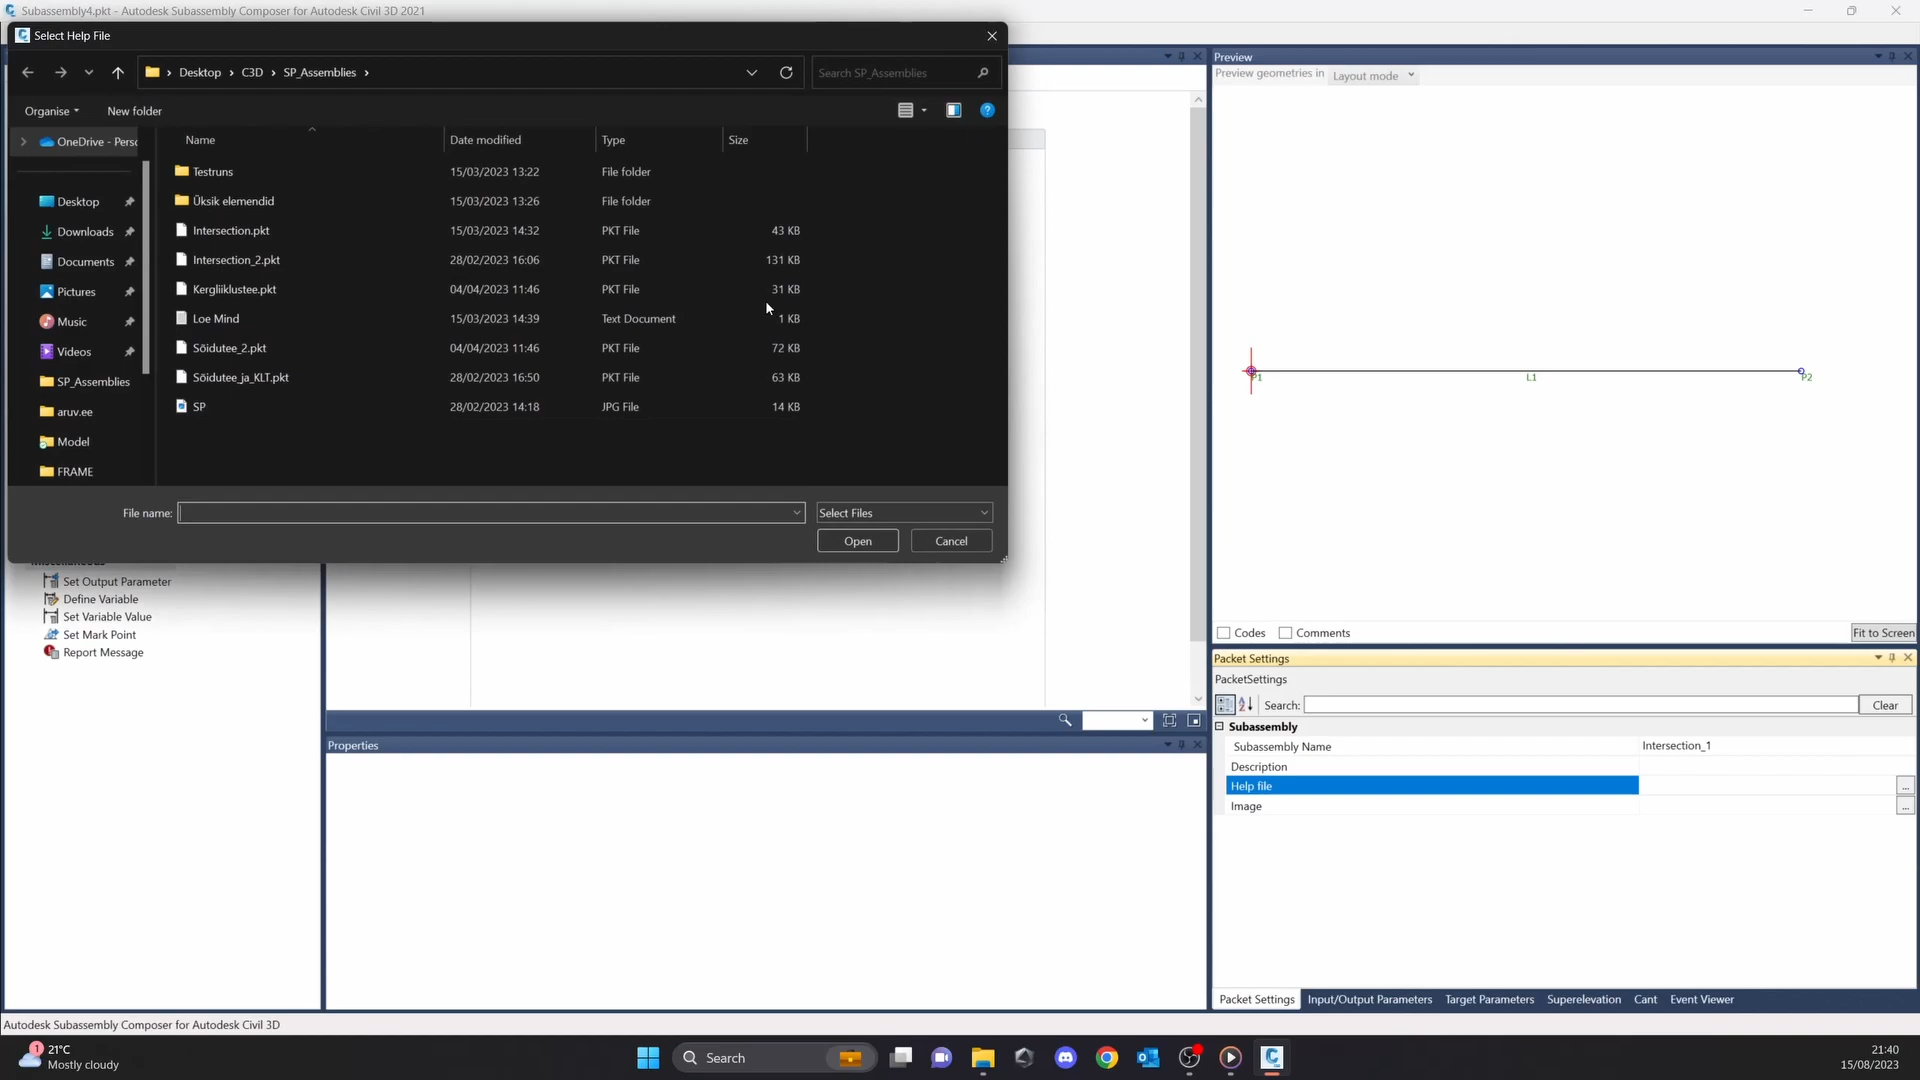 Subassembly4.pkt - Autodesk Subassembly Composer for Autodesk Civil 3D 2021
Select Help File
Desktop › C3D › SP_Assemblies ›
Search SP_Assemblies
Organise
New folder
Name Date modified Type Size
OneDrive - Persc
Desktop
Downloads
Documents
Pictures
Music
Videos
SP_Assemblies
aruv.ee
Model
FRAME
Testruns 15/03/2023 13:22 File folder
Üksik elemendid 15/03/2023 13:26 File folder
Intersection.pkt 15/03/2023 14:32 PKT File 43 KB
Intersection_2.pkt 28/02/2023 16:06 PKT File 131 KB
Kergliiklustee.pkt 04/04/2023 11:46 PKT File 31 KB
Loe Mind 15/03/2023 14:39 Text Document 1 KB
Sõidutee_2.pkt 04/04/2023 11:46 PKT File 72 KB
Sõidutee_ja_KLT.pkt 28/02/2023 16:50 PKT File 63 KB
SP 28/02/2023 14:18 JPG File 14 KB
File name:
Select Files
Open
Cancel
Miscellaneous
Set Output Parameter
Define Variable
Set Variable Value
Set Mark Point
Report Message
Properties
Preview
Preview geometries in Layout mode
P1
L1
P2
Codes
Comments
Fit to Screen
Packet Settings
PacketSettings
Search:
Clear
Subassembly
Subassembly Name Intersection_1
Description
Help file ...
Image ...
Packet Settings Input/Output Parameters Target Parameters Superelevation Cant Event Viewer
Autodesk Subassembly Composer for Autodesk Civil 3D
1
21°C
Mostly cloudy
Search
21:40
15/08/2023